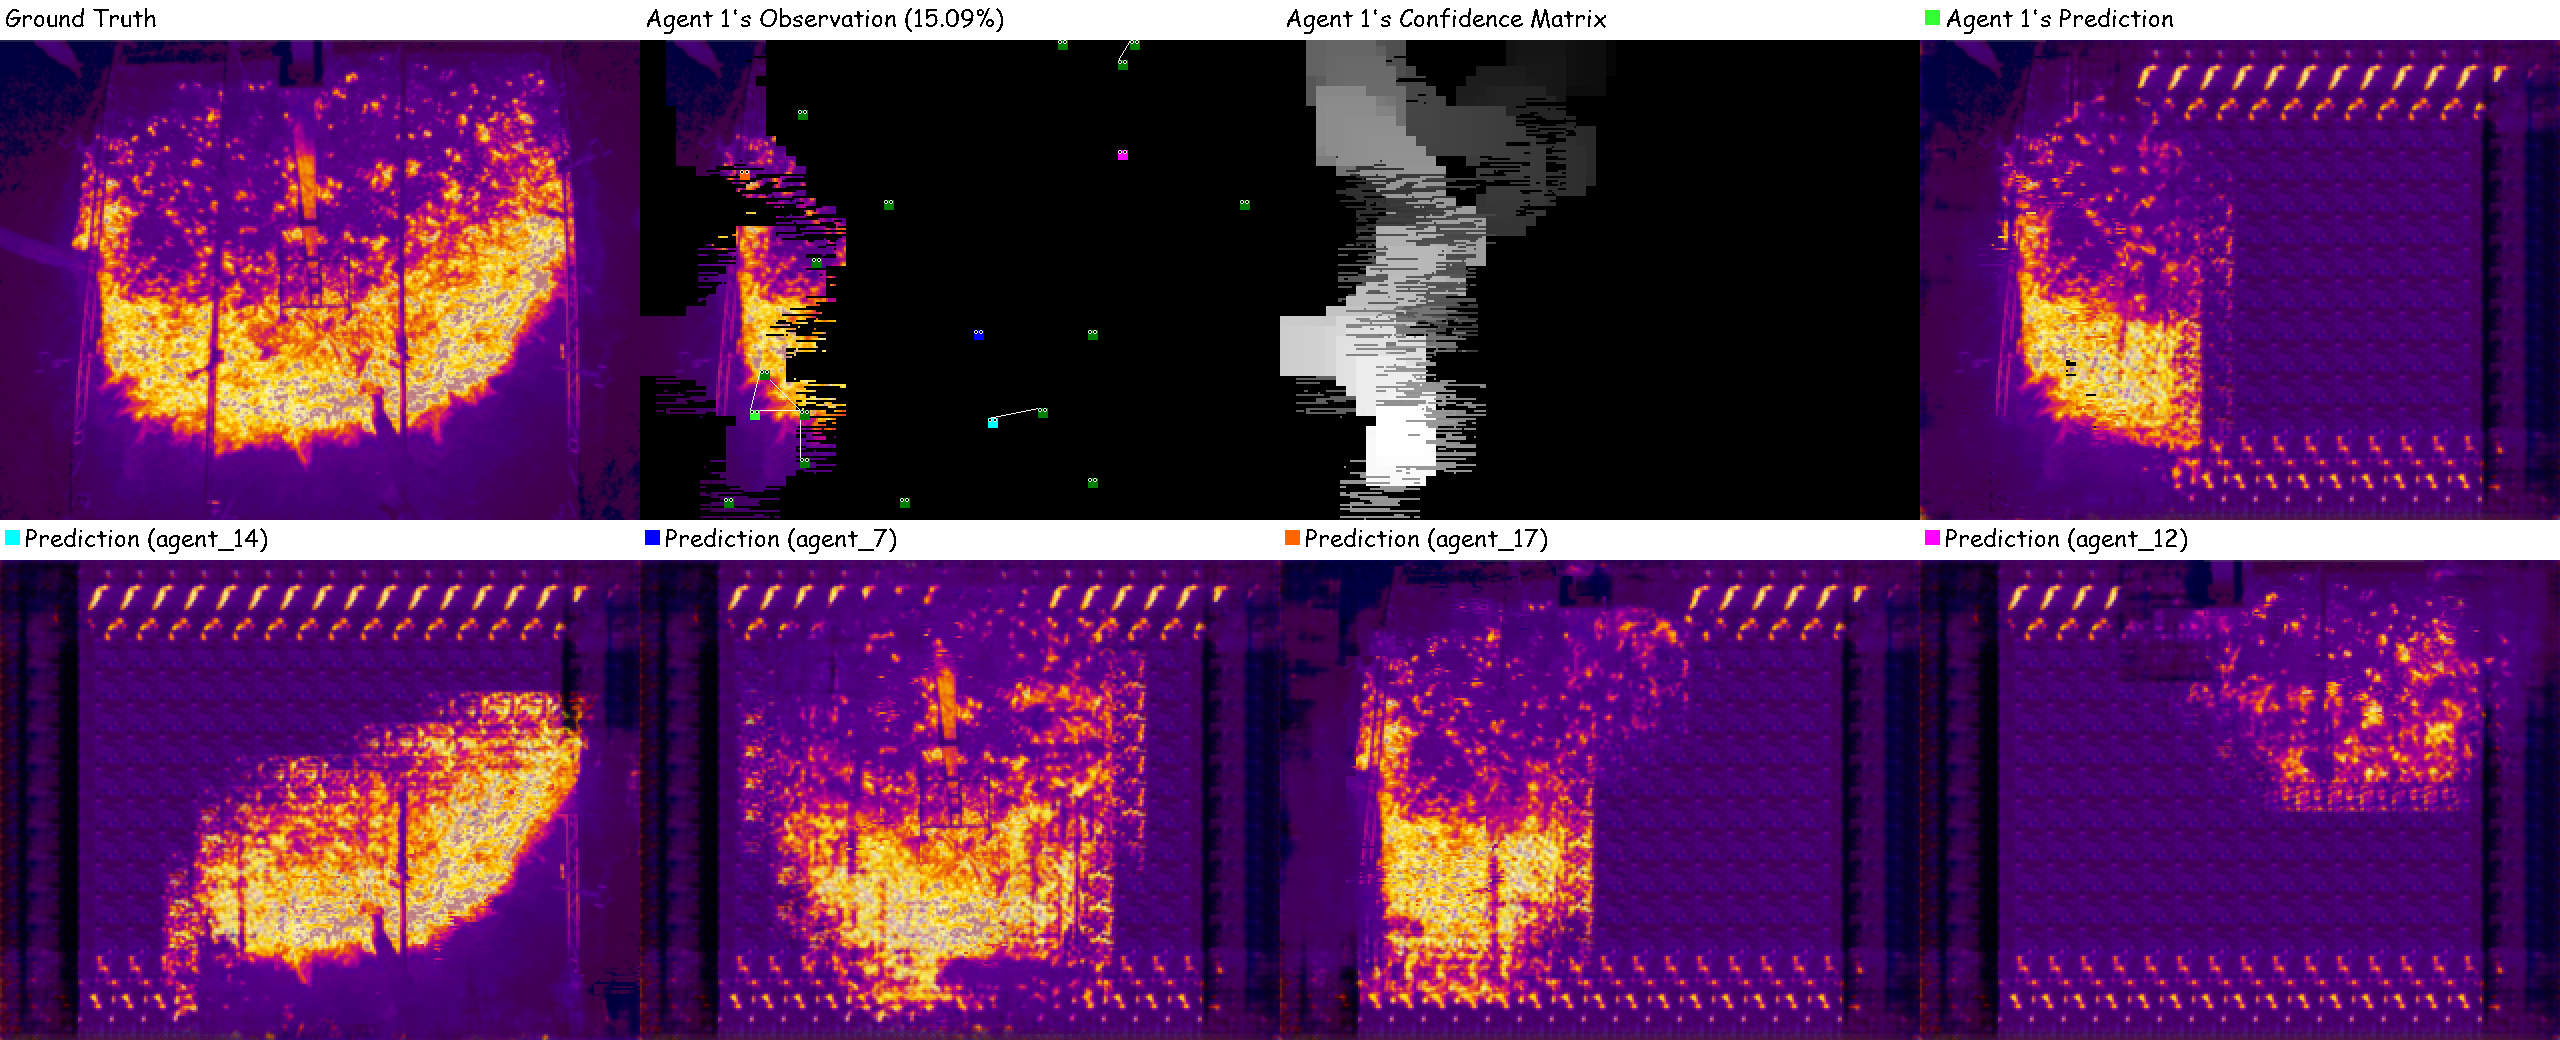 Ground Truth
Agent 1's Observation (15.09%)
Agent 1's Confidence Matrix
Agent 1's Prediction
Prediction (agent_14)
Prediction (agent_7)
Prediction (agent_17)
Prediction (agent_12)